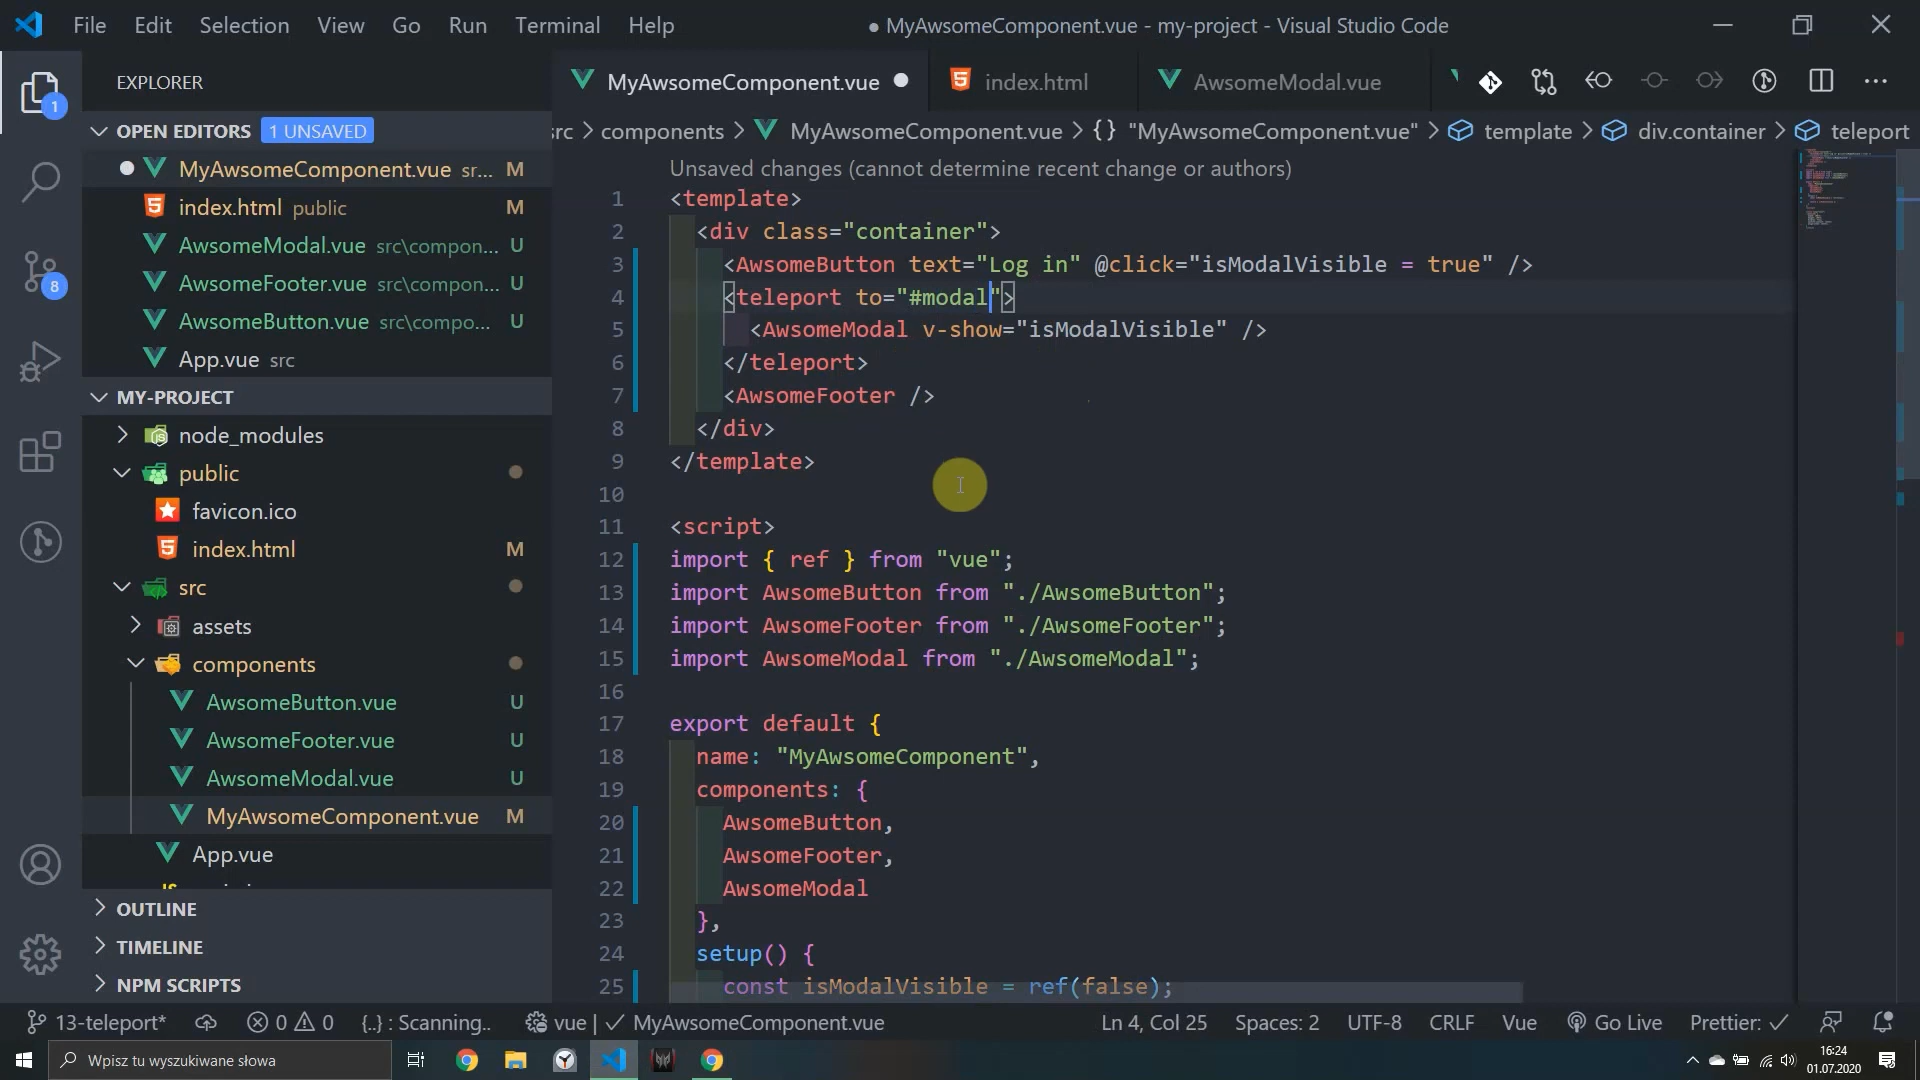 File Edit Selection View Go Run Terminal Help
● MyAwsomeComponent.vue - my-project - Visual Studio Code
EXPLORER
OPEN EDITORS 1 UNSAVED
MyAwsomeComponent.vue sr... M
index.html public M
AwsomeModal.vue src\compon... U
AwsomeFooter.vue src\compon... U
AwsomeButton.vue src\compo... U
App.vue src
MY-PROJECT
node_modules
public
favicon.ico
index.html M
src
assets
components
AwsomeButton.vue U
AwsomeFooter.vue U
AwsomeModal.vue U
MyAwsomeComponent.vue M
App.vue
OUTLINE
TIMELINE
NPM SCRIPTS
1
8
MyAwsomeComponent.vue
index.html
AwsomeModal.vue
src > components > MyAwsomeComponent.vue > {} "MyAwsomeComponent.vue" > template > div.container > teleport
Unsaved changes (cannot determine recent change or authors)
1 <template>
2 <div class="container">
3 <AwsomeButton text="Log in" @click="isModalVisible = true" />
4 <teleport to="#modal">
5 <AwsomeModal v-show="isModalVisible" />
6 </teleport>
7 <AwsomeFooter />
8 </div>
9 </template>
10
11 <script>
12 import { ref } from "vue";
13 import AwsomeButton from "./AwsomeButton";
14 import AwsomeFooter from "./AwsomeFooter";
15 import AwsomeModal from "./AwsomeModal";
16
17 export default {
18 name: "MyAwsomeComponent",
19 components: {
20 AwsomeButton,
21 AwsomeFooter,
22 AwsomeModal
23 },
24 setup() {
25 const isModalVisible = ref(false);
13-teleport* 0 0 {..} : Scanning.. vue | ✓ MyAwsomeComponent.vue
Ln 4, Col 25 Spaces: 2 UTF-8 CRLF Vue Go Live Prettier: ✓
Wpisz tu wyszukiwane słowa
16:24
01.07.2020